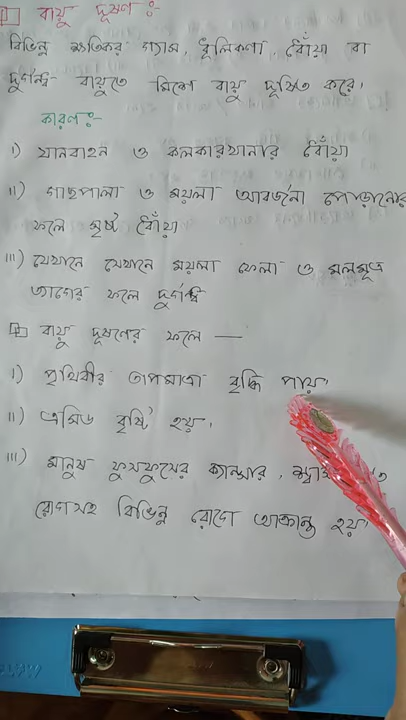 বায়ু দূষণ :-
বিভিন্ন ক্ষতিকর গ্যাস, ধূলিকণা, ধোঁয়া বা
দুর্গন্ধ বায়ুতে মিশে বায়ু দূষিত করে।
কারণ :-
i) যানবাহন ও কলকারখানার ধোঁয়া
ii) গাছপালা ও ময়লা আবর্জনা পোড়ানোর
ফলে সৃষ্ট ধোঁয়া
iii) যেখানে সেখানে ময়লা ফেলা ও মলমূত্র
ত্যাগের ফলে দুর্গন্ধ
বায়ু দূষণের ফলে —
i) পৃথিবীর তাপমাত্রা বৃদ্ধি পায়
ii) এসিড বৃষ্টি হয়।
iii) মানুষ ফুসফুসের ক্যান্সার,
রোগসহ বিভিন্ন রোগে আক্রান্ত হয়।